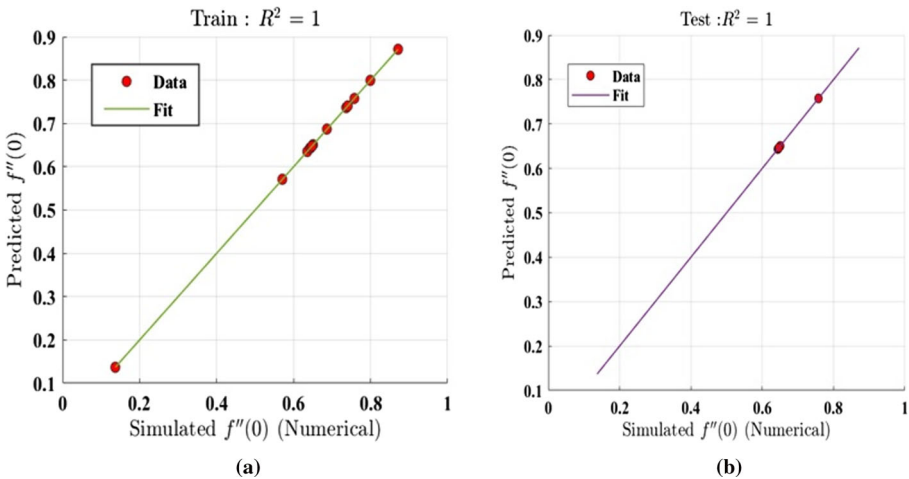 Train : R² = 1
0.9
0.8
0.7
0.6
0.5
0.4
0.3
0.2
0.1
Predicted f″(0)
Data
Fit
0 0.2 0.4 0.6 0.8 1
Simulated f″(0) (Numerical)
(a)
Test :R² = 1
0.9
0.8
0.7
0.6
0.5
0.4
0.3
0.2
0.1
Predicted f″(0)
Data
Fit
0 0.2 0.4 0.6 0.8 1
Simulated f″(0) (Numerical)
(b)